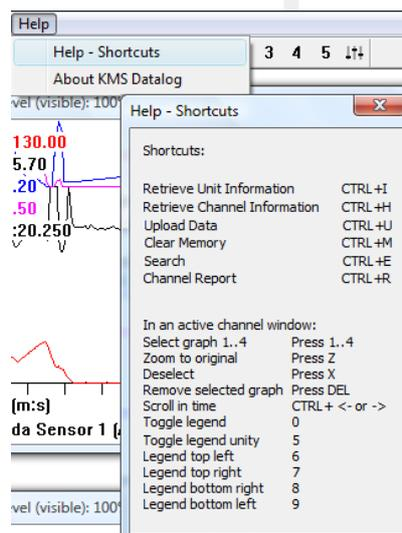 Help
Help - Shortcuts
3 4 5
About KMS Datalog
(visible): 100%
Help - Shortcuts
130.00
5.70
.20
.50
:20.250
Shortcuts:
Retrieve Unit Information CTRL+I
Retrieve Channel Information CTRL+H
Upload Data CTRL+U
Clear Memory CTRL+M
Search CTRL+E
Channel Report CTRL+R
In an active channel window:
Select graph 1..4 Press 1..4
Zoom to original Press Z
Deselect Press X
Remove selected graph Press DEL
Scroll in time CTRL+ <- or ->
Toggle legend 0
Toggle legend unity 5
Legend top left 6
Legend top right 7
Legend bottom right 8
Legend bottom left 9
(m:s)
Sensor 1
(visible): 100%